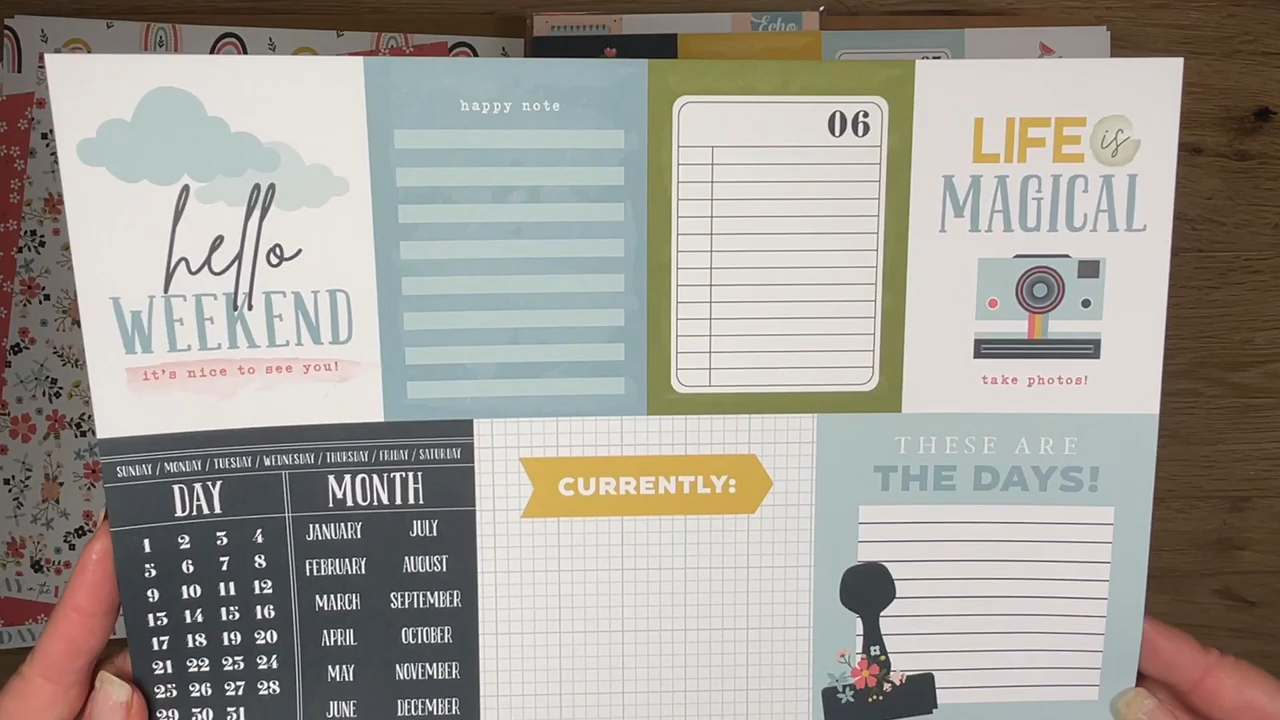 Echo
hello
WEEKEND
it's nice to see you!
happy note
06
LIFE is
MAGICAL
take photos!
SUNDAY / MONDAY / TUESDAY / WEDNESDAY / THURSDAY / FRIDAY / SATURDAY
DAY
1 2 3 4
5 6 7 8
9 10 11 12
13 14 15 16
17 18 19 20
21 22 23 24
25 26 27 28
29 30 31
MONTH
JANUARY JULY
FEBRUARY AUGUST
MARCH SEPTEMBER
APRIL OCTOBER
MAY NOVEMBER
JUNE DECEMBER
CURRENTLY:
THESE ARE
THE DAYS!